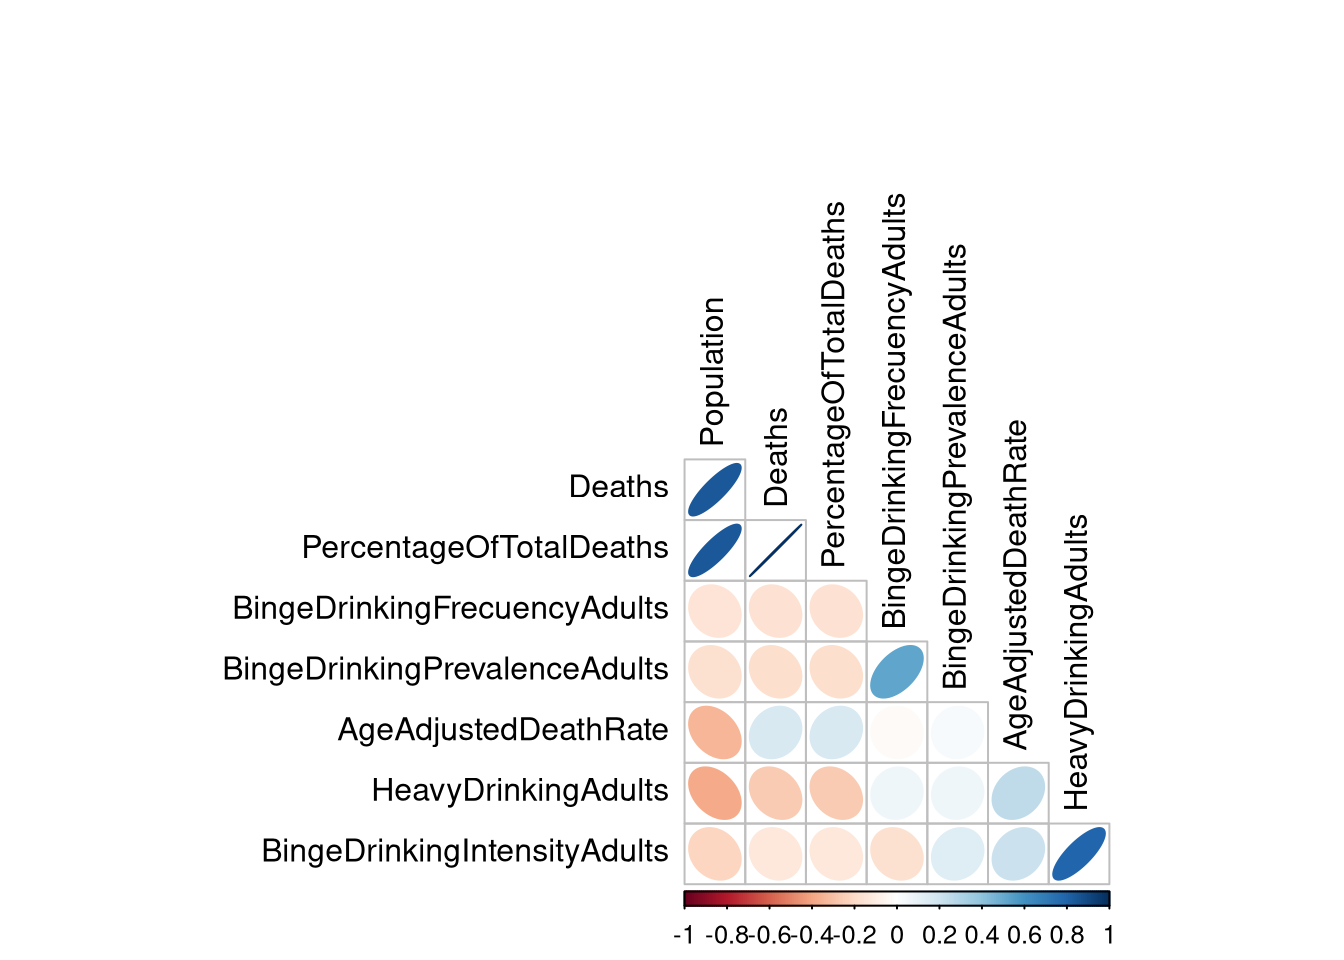 Population
Deaths
PercentageOfTotalDeaths
BingeDrinkingFrecuencyAdults
BingeDrinkingPrevalenceAdults
AgeAdjustedDeathRate
HeavyDrinkingAdults
Deaths
PercentageOfTotalDeaths
BingeDrinkingFrecuencyAdults
BingeDrinkingPrevalenceAdults
AgeAdjustedDeathRate
HeavyDrinkingAdults
BingeDrinkingIntensityAdults
-1 -0.8 -0.6 -0.4 -0.2 0 0.2 0.4 0.6 0.8 1